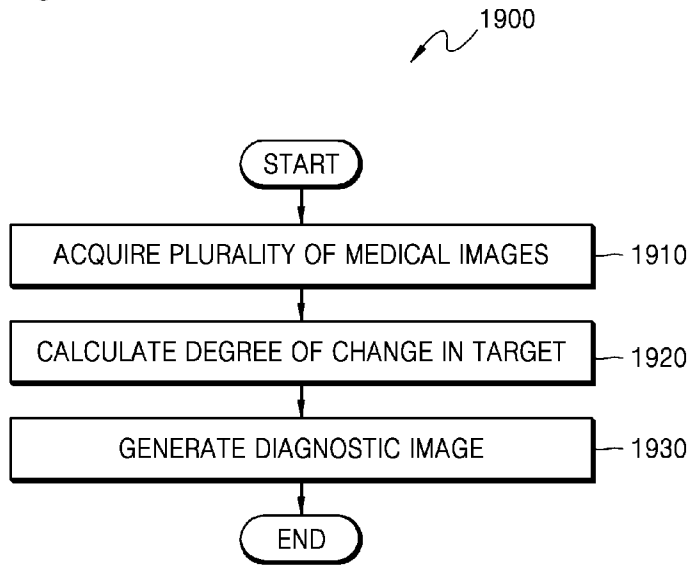 1900
START
ACQUIRE PLURALITY OF MEDICAL IMAGES 1910
CALCULATE DEGREE OF CHANGE IN TARGET 1920
GENERATE DIAGNOSTIC IMAGE 1930
END